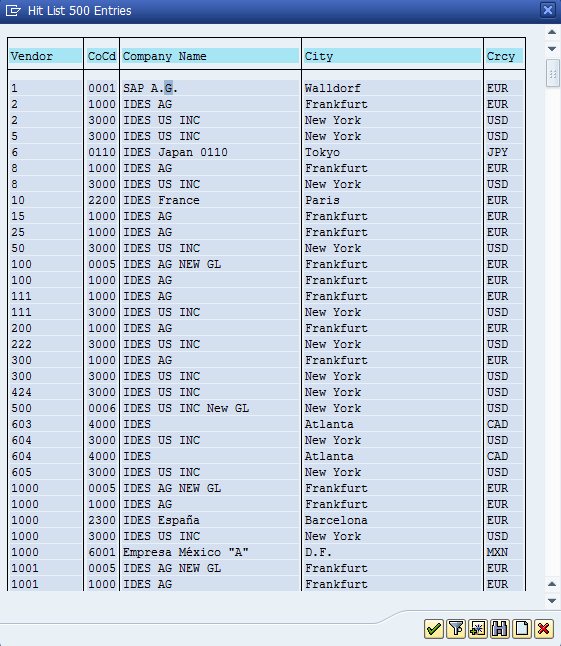 Hit List 500 Entries
Vendor CoCd Company Name City Crcy
1 0001 SAP A.G. Walldorf EUR
2 1000 IDES AG Frankfurt EUR
2 3000 IDES US INC New York USD
5 3000 IDES US INC New York USD
6 0110 IDES Japan 0110 Tokyo JPY
8 1000 IDES AG Frankfurt EUR
8 3000 IDES US INC New York USD
10 2200 IDES France Paris EUR
15 1000 IDES AG Frankfurt EUR
25 1000 IDES AG Frankfurt EUR
50 3000 IDES US INC New York USD
100 0005 IDES AG NEW GL Frankfurt EUR
100 1000 IDES AG Frankfurt EUR
111 1000 IDES AG Frankfurt EUR
111 3000 IDES US INC New York USD
200 1000 IDES AG Frankfurt EUR
222 3000 IDES US INC New York USD
300 1000 IDES AG Frankfurt EUR
300 3000 IDES US INC New York USD
424 3000 IDES US INC New York USD
500 0006 IDES US INC New GL New York USD
603 4000 IDES Atlanta CAD
604 3000 IDES US INC New York USD
604 4000 IDES Atlanta CAD
605 3000 IDES US INC New York USD
1000 0005 IDES AG NEW GL Frankfurt EUR
1000 1000 IDES AG Frankfurt EUR
1000 2300 IDES España Barcelona EUR
1000 3000 IDES US INC New York USD
1000 6001 Empresa México "A" D.F. MXN
1001 0005 IDES AG NEW GL Frankfurt EUR
1001 1000 IDES AG Frankfurt EUR